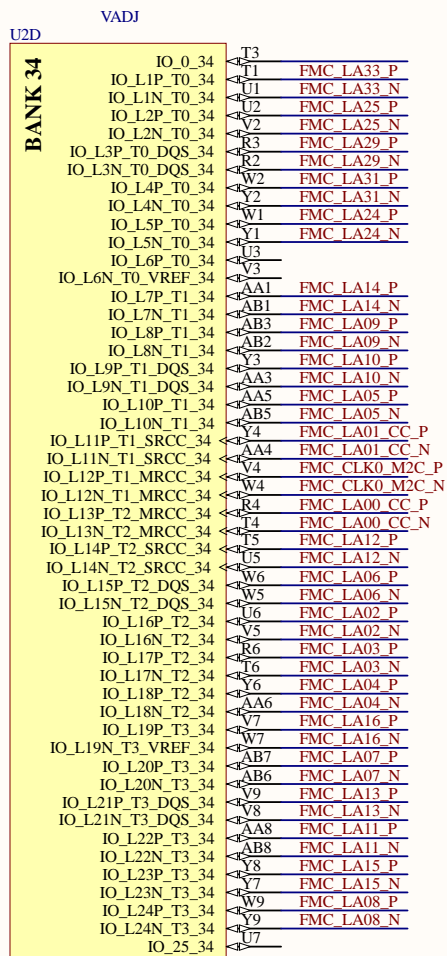 VADJ
U2D
BANK 34
IO_0_34 T3
IO_L1P_T0_34 T1 FMC_LA33_P
IO_L1N_T0_34 U1 FMC_LA33_N
IO_L2P_T0_34 U2 FMC_LA25_P
IO_L2N_T0_34 V2 FMC_LA25_N
IO_L3P_T0_DQS_34 R3 FMC_LA29_P
IO_L3N_T0_DQS_34 R2 FMC_LA29_N
IO_L4P_T0_34 W2 FMC_LA31_P
IO_L4N_T0_34 Y2 FMC_LA31_N
IO_L5P_T0_34 W1 FMC_LA24_P
IO_L5N_T0_34 Y1 FMC_LA24_N
IO_L6P_T0_34 U3
IO_L6N_T0_VREF_34 V3
IO_L7P_T1_34 AA1 FMC_LA14_P
IO_L7N_T1_34 AB1 FMC_LA14_N
IO_L8P_T1_34 AB3 FMC_LA09_P
IO_L8N_T1_34 AB2 FMC_LA09_N
IO_L9P_T1_DQS_34 Y3 FMC_LA10_P
IO_L9N_T1_DQS_34 AA3 FMC_LA10_N
IO_L10P_T1_34 AA5 FMC_LA05_P
IO_L10N_T1_34 AB5 FMC_LA05_N
IO_L11P_T1_SRCC_34 Y4 FMC_LA01_CC_P
IO_L11N_T1_SRCC_34 AA4 FMC_LA01_CC_N
IO_L12P_T1_MRCC_34 V4 FMC_CLK0_M2C_P
IO_L12N_T1_MRCC_34 W4 FMC_CLK0_M2C_N
IO_L13P_T2_MRCC_34 R4 FMC_LA00_CC_P
IO_L13N_T2_MRCC_34 T4 FMC_LA00_CC_N
IO_L14P_T2_SRCC_34 T5 FMC_LA12_P
IO_L14N_T2_SRCC_34 U5 FMC_LA12_N
IO_L15P_T2_DQS_34 W6 FMC_LA06_P
IO_L15N_T2_DQS_34 W5 FMC_LA06_N
IO_L16P_T2_34 U6 FMC_LA02_P
IO_L16N_T2_34 V5 FMC_LA02_N
IO_L17P_T2_34 R6 FMC_LA03_P
IO_L17N_T2_34 T6 FMC_LA03_N
IO_L18P_T2_34 Y6 FMC_LA04_P
IO_L18N_T2_34 AA6 FMC_LA04_N
IO_L19P_T3_34 V7 FMC_LA16_P
IO_L19N_T3_VREF_34 W7 FMC_LA16_N
IO_L20P_T3_34 AB7 FMC_LA07_P
IO_L20N_T3_34 AB6 FMC_LA07_N
IO_L21P_T3_DQS_34 V9 FMC_LA13_P
IO_L21N_T3_DQS_34 V8 FMC_LA13_N
IO_L22P_T3_34 AA8 FMC_LA11_P
IO_L22N_T3_34 AB8 FMC_LA11_N
IO_L23P_T3_34 Y8 FMC_LA15_P
IO_L23N_T3_34 Y7 FMC_LA15_N
IO_L24P_T3_34 W9 FMC_LA08_P
IO_L24N_T3_34 Y9 FMC_LA08_N
IO_25_34 U7